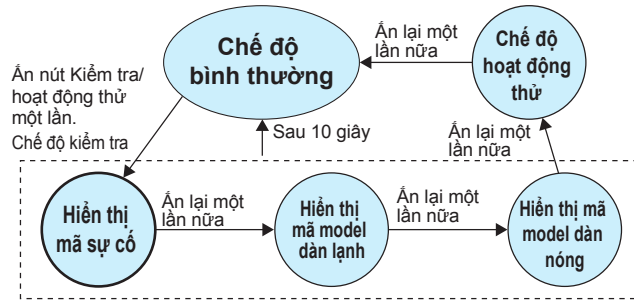 Chế độ
bình thường
Ấn lại một
lần nữa
Chế độ
hoạt động
thử
Ấn nút Kiểm tra/
hoạt động thử
một lần.
Chế độ kiểm tra
Sau 10 giây
Ấn lại một
lần nữa
Hiển thị
mã sự cố
Ấn lại một
lần nữa
Hiển thị
mã model
dàn lạnh
Ấn lại một
lần nữa
Hiển thị mã
model dàn
nóng